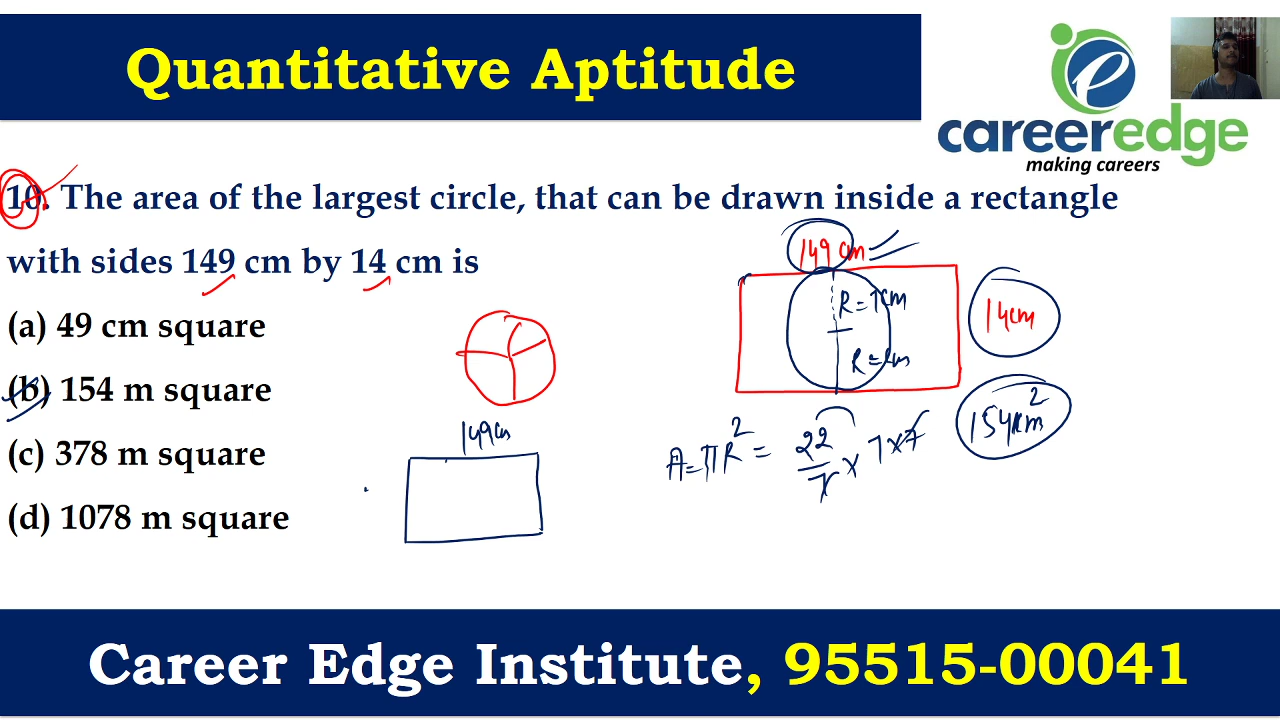 Quantitative Aptitude
careeredge
making careers
10. The area of the largest circle, that can be drawn inside a rectangle
with sides 149 cm by 14 cm is
(a) 49 cm square
(b) 154 m square
(c) 378 m square
(d) 1078 m square
149 cm
R = 7cm
14cm
149cm
A = πR² = 22/7 × 7×7
Career Edge Institute, 95515-00041